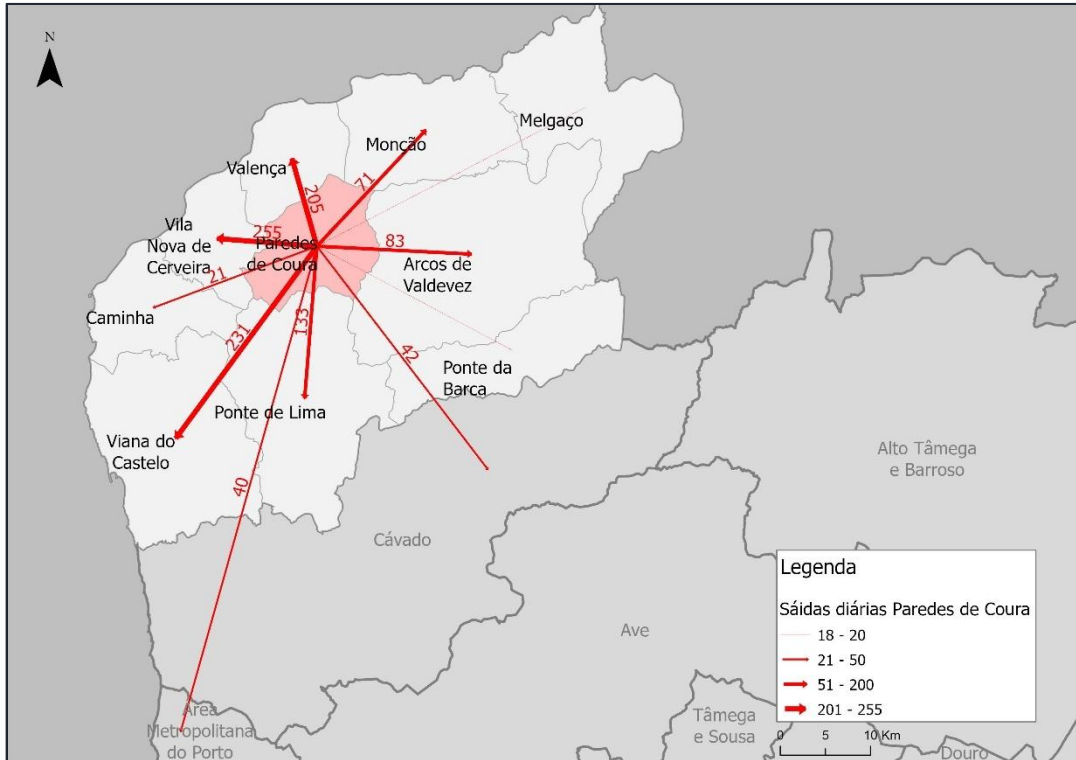 N
Melgaço
Monção
Valença
71
205
Vila
Nova de
Cerveira
255
Paredes
de Coura
83
Arcos de
Valdevez
21
Caminha
231
133
42
Ponte da
Barca
Ponte de Lima
Viana do
Castelo
40
Alto Tâmega
e Barroso
Cávado
Ave
Área
Metropolitana
do Porto
Tâmega
e Sousa
Douro
Legenda
Sáidas diárias Paredes de Coura
18 - 20
21 - 50
51 - 200
201 - 255
0 5 10 Km